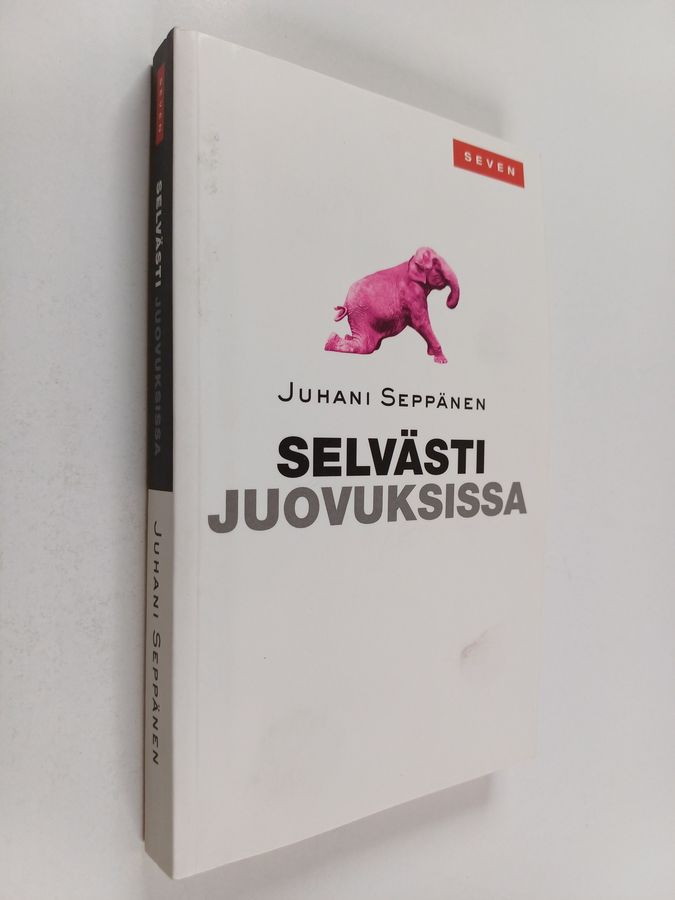 SEVEN
JUHANI SEPPÄNEN
SELVÄSTI
JUOVUKSISSA
SEVEN
SELVÄSTI JUOVUKSISSA
JUHANI SEPPÄNEN